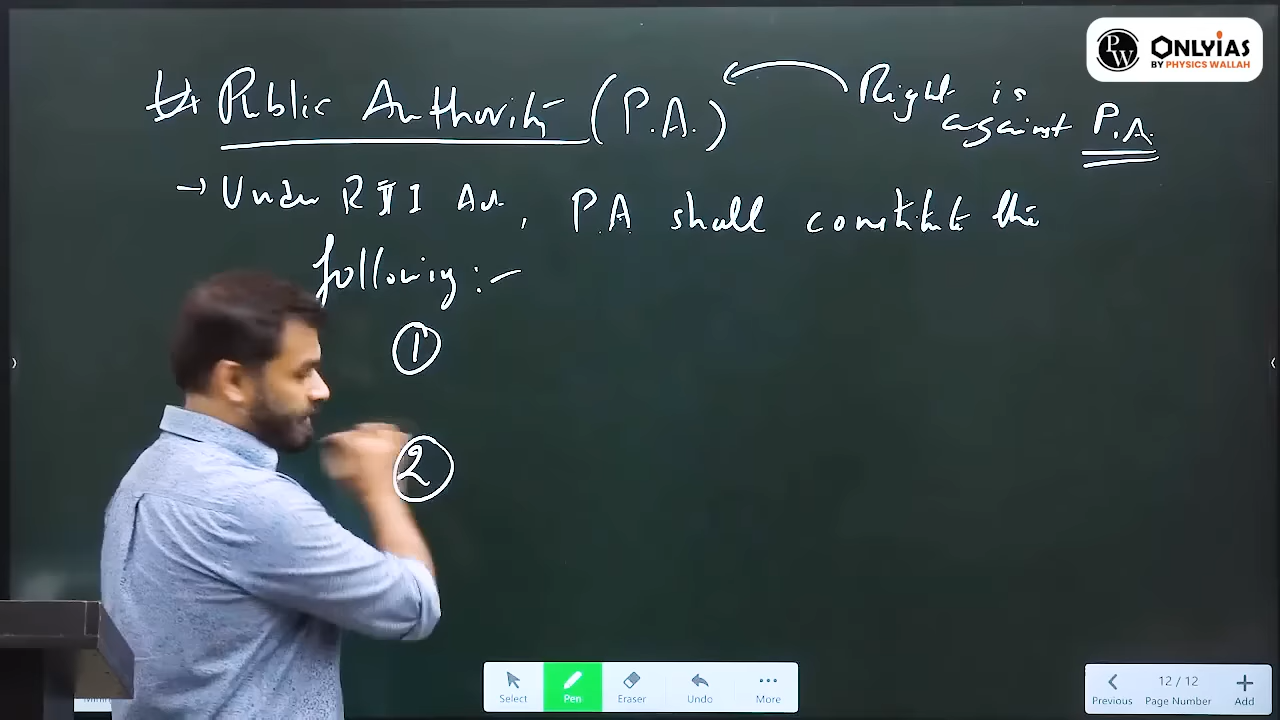 PW ONLYIAS
BY PHYSICS WALLAH
↳ Public Authority (P.A.) Right is
against P.A.
→ Under RTI Act, P.A shall constitute the
following :-
①
②
Select Pen Eraser Undo More
Previous 12 / 12 Page Number Add